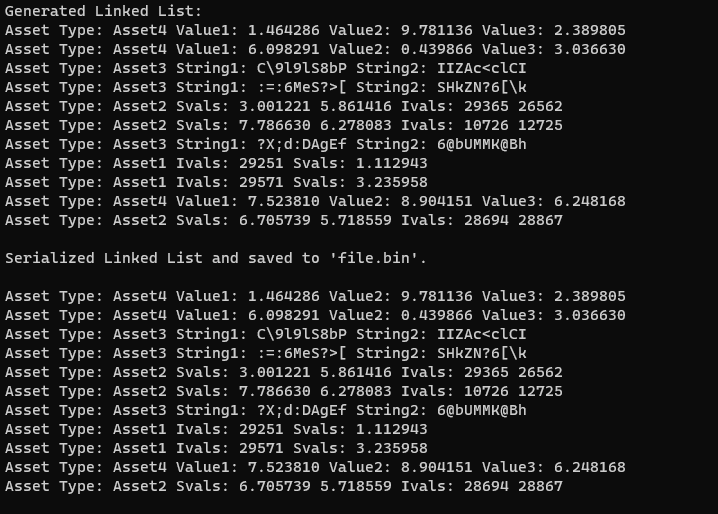 Generated Linked List:
Asset Type: Asset4 Value1: 1.464286 Value2: 9.781136 Value3: 2.389805
Asset Type: Asset4 Value1: 6.098291 Value2: 0.439866 Value3: 3.036630
Asset Type: Asset3 String1: C\9l9lS8bP String2: IIZAc<clCI
Asset Type: Asset3 String1: :=:6MeS?>[ String2: SHkZN?6[\k
Asset Type: Asset2 Svals: 3.001221 5.861416 Ivals: 29365 26562
Asset Type: Asset2 Svals: 7.786630 6.278083 Ivals: 10726 12725
Asset Type: Asset3 String1: ?X;d:DAgEf String2: 6@bUMMK@Bh
Asset Type: Asset1 Ivals: 29251 Svals: 1.112943
Asset Type: Asset1 Ivals: 29571 Svals: 3.235958
Asset Type: Asset4 Value1: 7.523810 Value2: 8.904151 Value3: 6.248168
Asset Type: Asset2 Svals: 6.705739 5.718559 Ivals: 28694 28867
Serialized Linked List and saved to 'file.bin'.
Asset Type: Asset4 Value1: 1.464286 Value2: 9.781136 Value3: 2.389805
Asset Type: Asset4 Value1: 6.098291 Value2: 0.439866 Value3: 3.036630
Asset Type: Asset3 String1: C\9l9lS8bP String2: IIZAc<clCI
Asset Type: Asset3 String1: :=:6MeS?>[ String2: SHkZN?6[\k
Asset Type: Asset2 Svals: 3.001221 5.861416 Ivals: 29365 26562
Asset Type: Asset2 Svals: 7.786630 6.278083 Ivals: 10726 12725
Asset Type: Asset3 String1: ?X;d:DAgEf String2: 6@bUMMK@Bh
Asset Type: Asset1 Ivals: 29251 Svals: 1.112943
Asset Type: Asset1 Ivals: 29571 Svals: 3.235958
Asset Type: Asset4 Value1: 7.523810 Value2: 8.904151 Value3: 6.248168
Asset Type: Asset2 Svals: 6.705739 5.718559 Ivals: 28694 28867